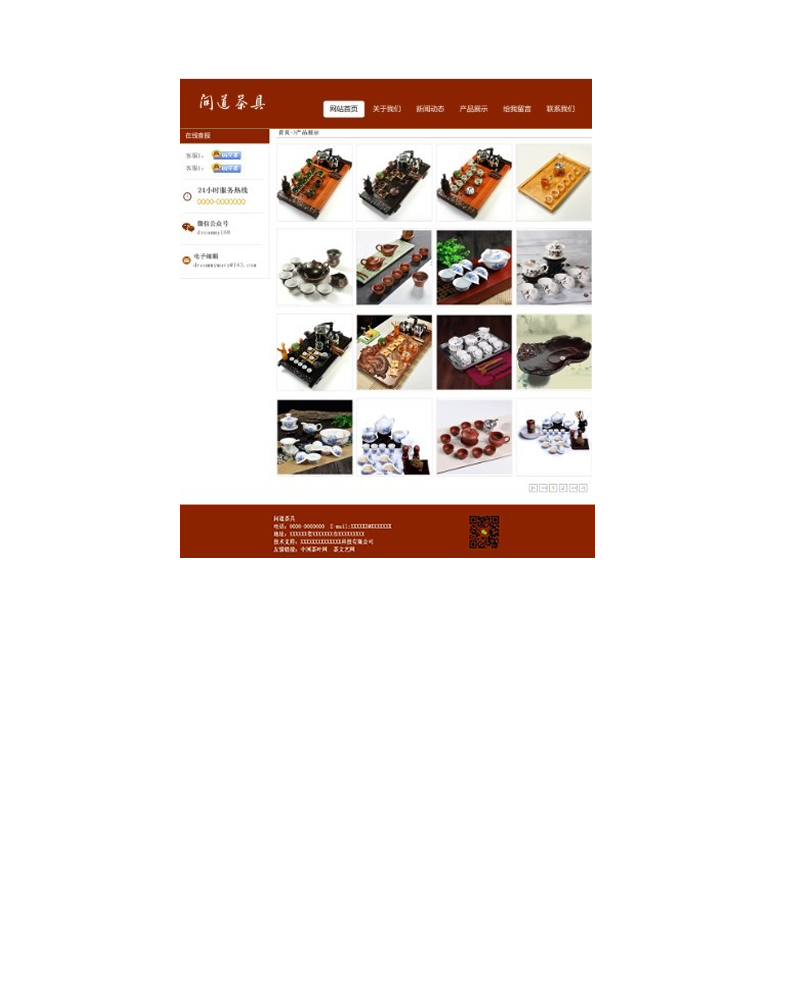 问道茶具
网站首页 关于我们 新闻动态 产品展示 给我留言 联系我们
在线客服
首页->产品展示
客服1：
客服2：
24小时服务热线
0000-0000000
微信公众号
电子邮箱
1 2
问道茶具
电话：0000-0000000 E-mail:XXXXXX@XXXXXXX
地址：XXXXXX省XXXXXXX市XXXXXXXXX
技术支持：XXXXXXXXXXXXXX科技有限公司
友情链接：中国茶叶网 茶文艺网